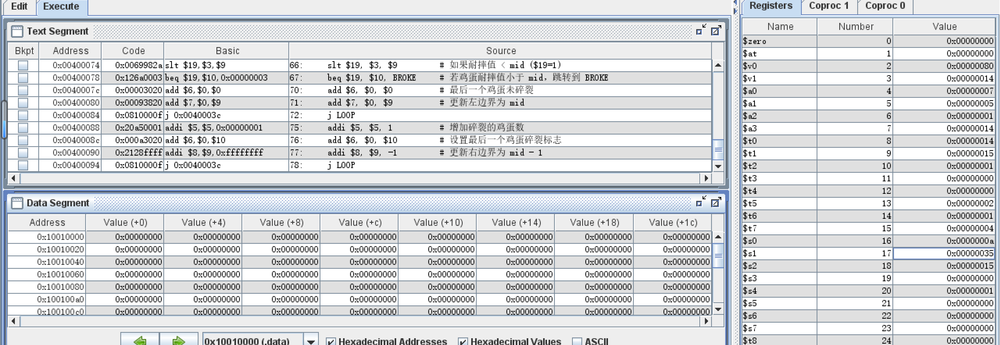 Edit Execute
Text Segment
Bkpt Address Code Basic Source
0x00400074 0x0069982a slt $19,$3,$9 66: slt $19, $3, $9 # 如果耐摔值 < mid ($19=1)
0x00400078 0x126a0003 beq $19,$10,0x00000003 67: beq $19, $10, BROKE # 若鸡蛋耐摔值小于 mid，跳转到 BROKE
0x0040007c 0x00003020 add $6,$0,$0 70: add $6, $0, $0 # 最后一个鸡蛋未碎裂
0x00400080 0x00093820 add $7,$0,$9 71: add $7, $0, $9 # 更新左边界为 mid
0x00400084 0x0810000f j 0x0040003c 72: j LOOP
0x00400088 0x20a50001 addi $5,$5,0x00000001 75: addi $5, $5, 1 # 增加碎裂的鸡蛋数
0x0040008c 0x000a3020 add $6,$0,$10 76: add $6, $0, $10 # 设置最后一个鸡蛋碎裂标志
0x00400090 0x2128ffff addi $8,$9,0xffffffff 77: addi $8, $9, -1 # 更新右边界为 mid - 1
0x00400094 0x0810000f j 0x0040003c 78: j LOOP
Data Segment
Address Value (+0) Value (+4) Value (+8) Value (+c) Value (+10) Value (+14) Value (+18) Value (+1c)
0x10010000 0x00000000 0x00000000 0x00000000 0x00000000 0x00000000 0x00000000 0x00000000 0x00000000
0x10010020 0x00000000 0x00000000 0x00000000 0x00000000 0x00000000 0x00000000 0x00000000 0x00000000
0x10010040 0x00000000 0x00000000 0x00000000 0x00000000 0x00000000 0x00000000 0x00000000 0x00000000
0x10010060 0x00000000 0x00000000 0x00000000 0x00000000 0x00000000 0x00000000 0x00000000 0x00000000
0x10010080 0x00000000 0x00000000 0x00000000 0x00000000 0x00000000 0x00000000 0x00000000 0x00000000
0x100100a0 0x00000000 0x00000000 0x00000000 0x00000000 0x00000000 0x00000000 0x00000000 0x00000000
0x100100c0 0x00000000 0x00000000 0x00000000 0x00000000 0x00000000 0x00000000 0x00000000 0x00000000
0x10010000 (.data) Hexadecimal Addresses Hexadecimal Values ASCII
Registers Coproc 1 Coproc 0
Name Number Value
$zero 0 0x00000000
$at 1 0x00000000
$v0 2 0x00000080
$v1 3 0x00000014
$a0 4 0x00000007
$a1 5 0x00000005
$a2 6 0x00000001
$a3 7 0x00000014
$t0 8 0x00000014
$t1 9 0x00000015
$t2 10 0x00000001
$t3 11 0x00000000
$t4 12 0x00000000
$t5 13 0x00000002
$t6 14 0x00000001
$t7 15 0x00000004
$s0 16 0x0000000a
$s1 17 0x00000035
$s2 18 0x00000015
$s3 19 0x00000000
$s4 20 0x00000001
$s5 21 0x00000000
$s6 22 0x00000000
$s7 23 0x00000000
$t8 24 0x00000000